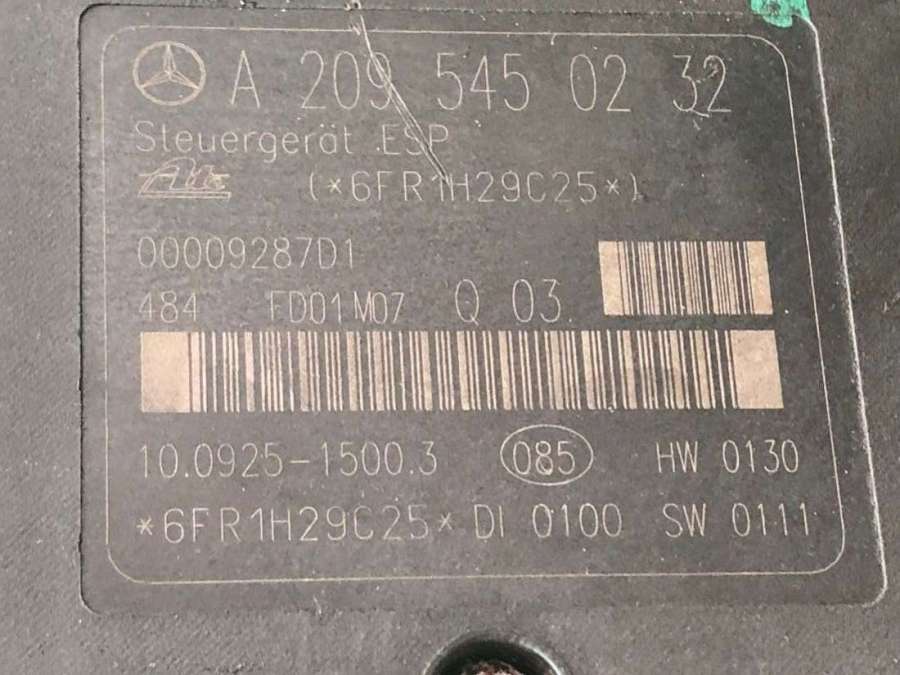 A 209 545 02 32
Steuergerät ESP
Ate (*6FR1H29C25*)
00009287D1
484 FD01M07 Q 03
10.0925-1500.3 085 HW 0130
*6FR1H29C25* DI 0100 SW 0111